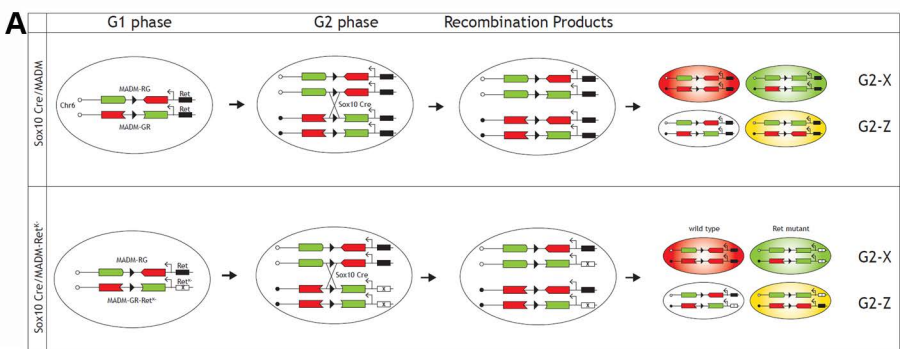 A
G1 phase
G2 phase
Recombination Products
Sox10 Cre/MADM
MADM-RG
Ret
Chr6
Ret
MADM-GR
Sox10 Cre
G2-X
G2-Z
Sox10 Cre/MADM-Ret^K-
MADM-RG
Ret
Ret^K-
MADM-GR-Ret^K-
Sox10 Cre
wild type
Ret mutant
G2-X
G2-Z